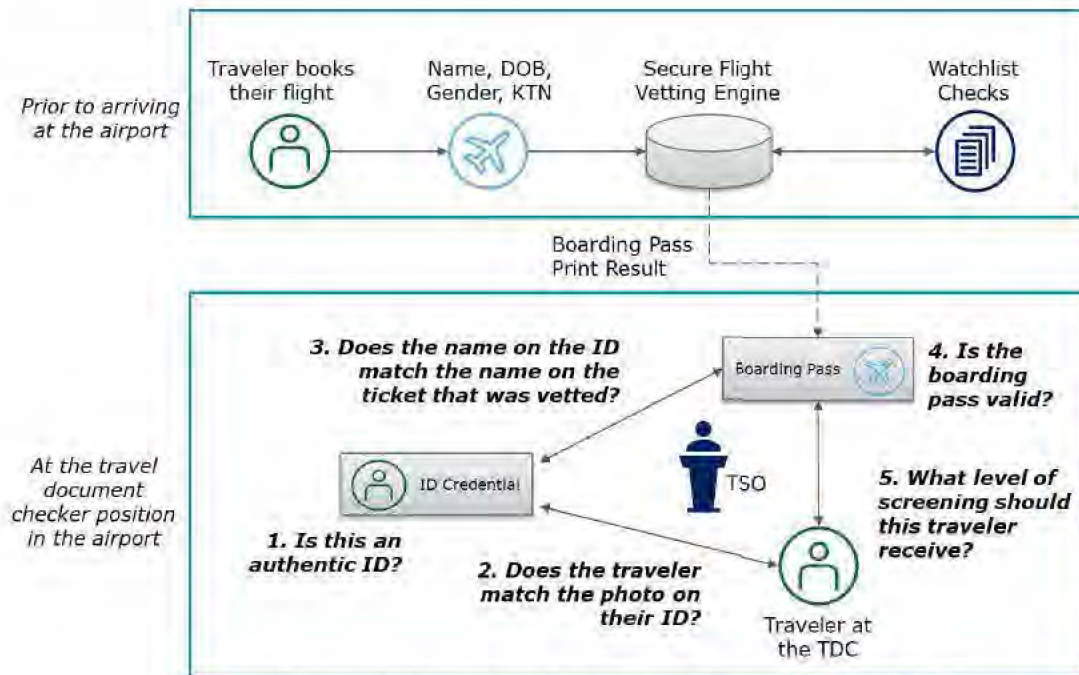 Prior to arriving
at the airport
Traveler books
their flight
Name, DOB,
Gender, KTN
Secure Flight
Vetting Engine
Watchlist
Checks
Boarding Pass
Print Result
At the travel
document
checker position
in the airport
3. Does the name on the ID
match the name on the
ticket that was vetted?
Boarding Pass
4. Is the
boarding
pass valid?
ID Credential
TSO
1. Is this an
authentic ID?
2. Does the traveler
match the photo on
their ID?
5. What level of
screening should
this traveler
receive?
Traveler at
the TDC